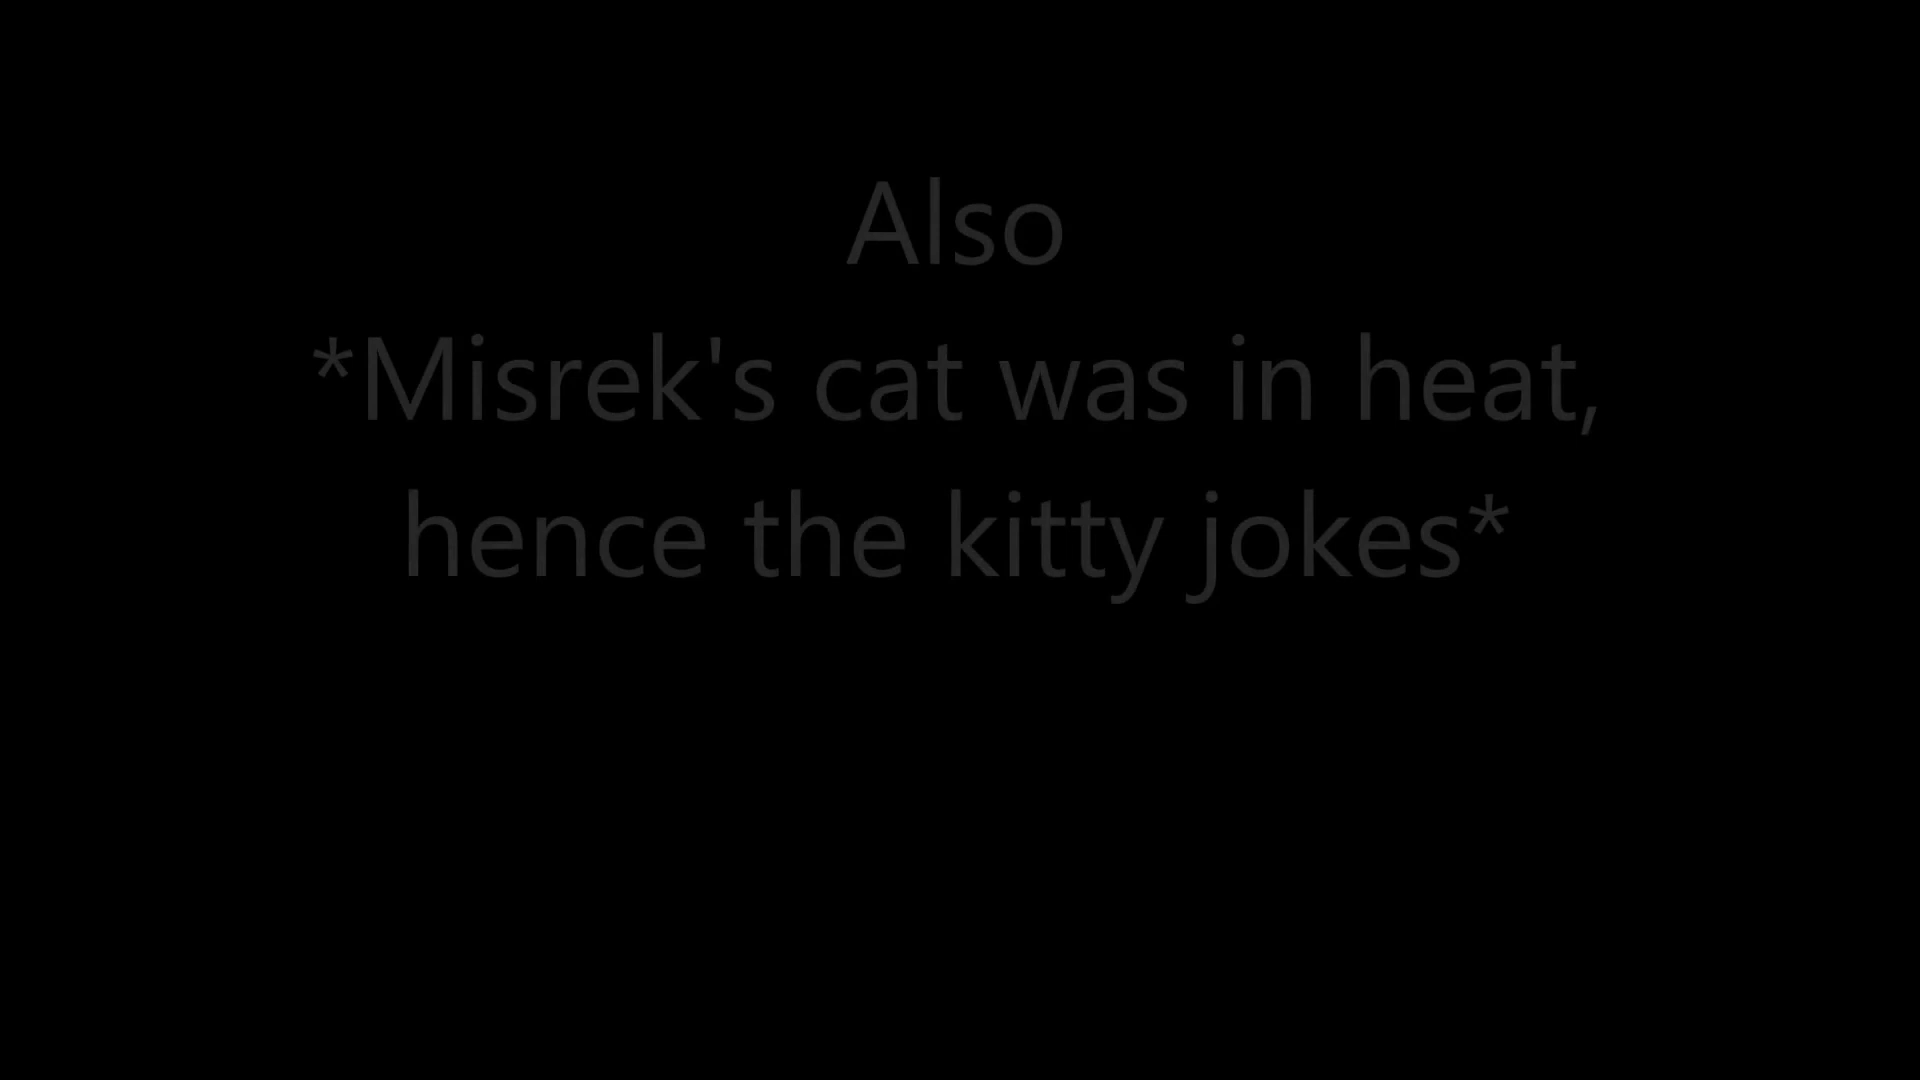 Also
*Misrek's cat was in heat,
hence the kitty jokes*